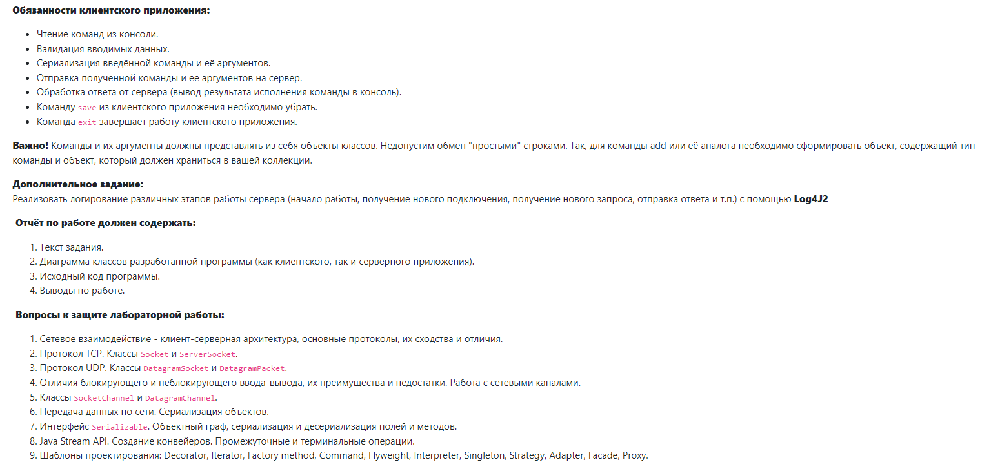 Обязанности клиентского приложения:
• Чтение команд из консоли.
• Валидация вводимых данных.
• Сериализация введённой команды и её аргументов.
• Отправка полученной команды и её аргументов на сервер.
• Обработка ответа от сервера (вывод результата исполнения команды в консоль).
• Команду save из клиентского приложения необходимо убрать.
• Команда exit завершает работу клиентского приложения.
Важно! Команды и их аргументы должны представлять из себя объекты классов. Недопустим обмен "простыми" строками. Так, для команды add или её аналога необходимо сформировать объект, содержащий тип
команды и объект, который должен храниться в вашей коллекции.
Дополнительное задание:
Реализовать логирование различных этапов работы сервера (начало работы, получение нового подключения, получение нового запроса, отправка ответа и т.п.) с помощью Log4J2
Отчёт по работе должен содержать:
1. Текст задания.
2. Диаграмма классов разработанной программы (как клиентского, так и серверного приложения).
3. Исходный код программы.
4. Выводы по работе.
Вопросы к защите лабораторной работы:
1. Сетевое взаимодействие - клиент-серверная архитектура, основные протоколы, их сходства и отличия.
2. Протокол TCP. Классы Socket и ServerSocket.
3. Протокол UDP. Классы DatagramSocket и DatagramPacket.
4. Отличия блокирующего и неблокирующего ввода-вывода, их преимущества и недостатки. Работа с сетевыми каналами.
5. Классы SocketChannel и DatagramChannel.
6. Передача данных по сети. Сериализация объектов.
7. Интерфейс Serializable. Объектный граф, сериализация и десериализация полей и методов.
8. Java Stream API. Создание конвейеров. Промежуточные и терминальные операции.
9. Шаблоны проектирования: Decorator, Iterator, Factory method, Command, Flyweight, Interpreter, Singleton, Strategy, Adapter, Facade, Proxy.